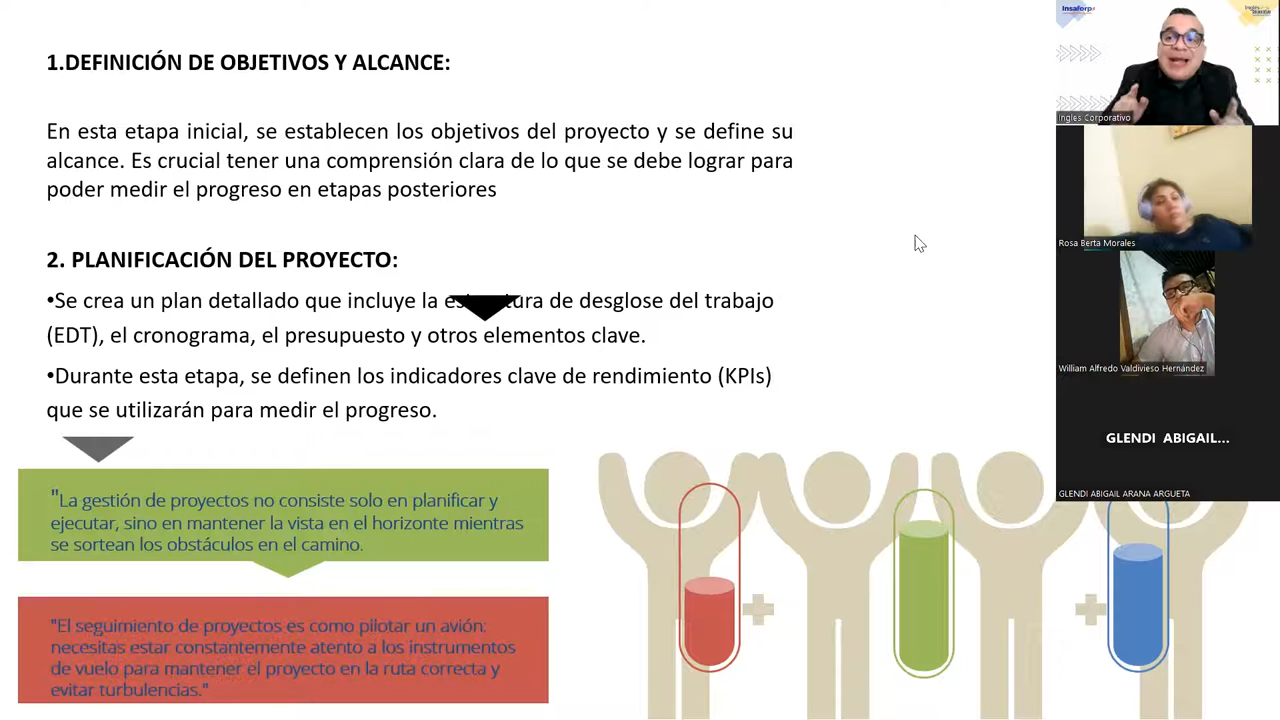 1.DEFINICIÓN DE OBJETIVOS Y ALCANCE:
En esta etapa inicial, se establecen los objetivos del proyecto y se define su
alcance. Es crucial tener una comprensión clara de lo que se debe lograr para
poder medir el progreso en etapas posteriores
2. PLANIFICACIÓN DEL PROYECTO:
•Se crea un plan detallado que incluye la de desglose del trabajo
(EDT), el cronograma, el presupuesto y otros elementos clave.
•Durante esta etapa, se definen los indicadores clave de rendimiento (KPIs)
que se utilizarán para medir el progreso.
"La gestión de proyectos no consiste solo en planificar y
ejecutar, sino en mantener la vista en el horizonte mientras
se sortean los obstáculos en el camino.
"El seguimiento de proyectos es como pilotar un avión:
necesitas estar constantemente atento a los instrumentos
de vuelo para mantener el proyecto en la ruta correcta y
evitar turbulencias."
Insaforp
Ingles Corporativo
Rosa Berta Morales
William Alfredo Valdivieso Hernández
GLENDI ABIGAIL...
GLENDI ABIGAIL ARANA ARGUETA